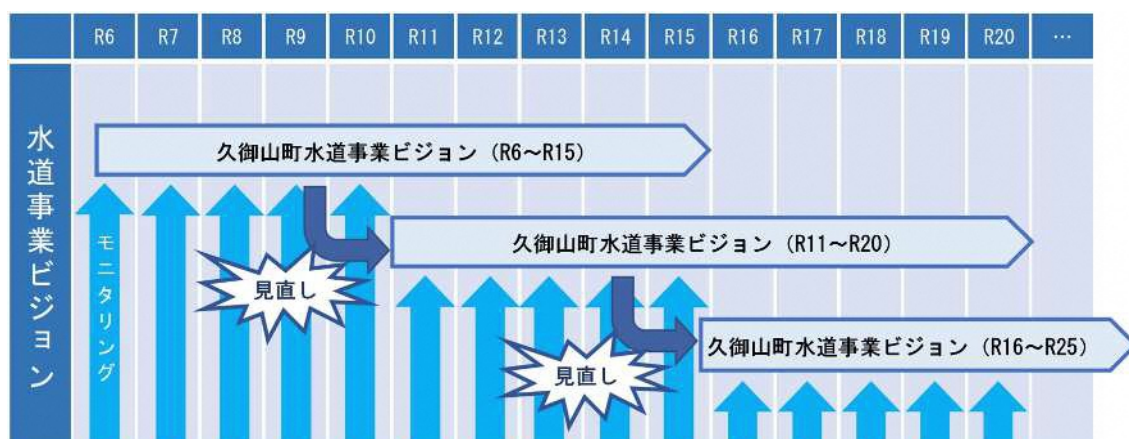 R6 R7 R8 R9 R10 R11 R12 R13 R14 R15 R16 R17 R18 R19 R20 …
水道事業ビジョン
久御山町水道事業ビジョン（R6～R15）
モニタリング
久御山町水道事業ビジョン（R11～R20）
見直し
久御山町水道事業ビジョン（R16～R25）
見直し